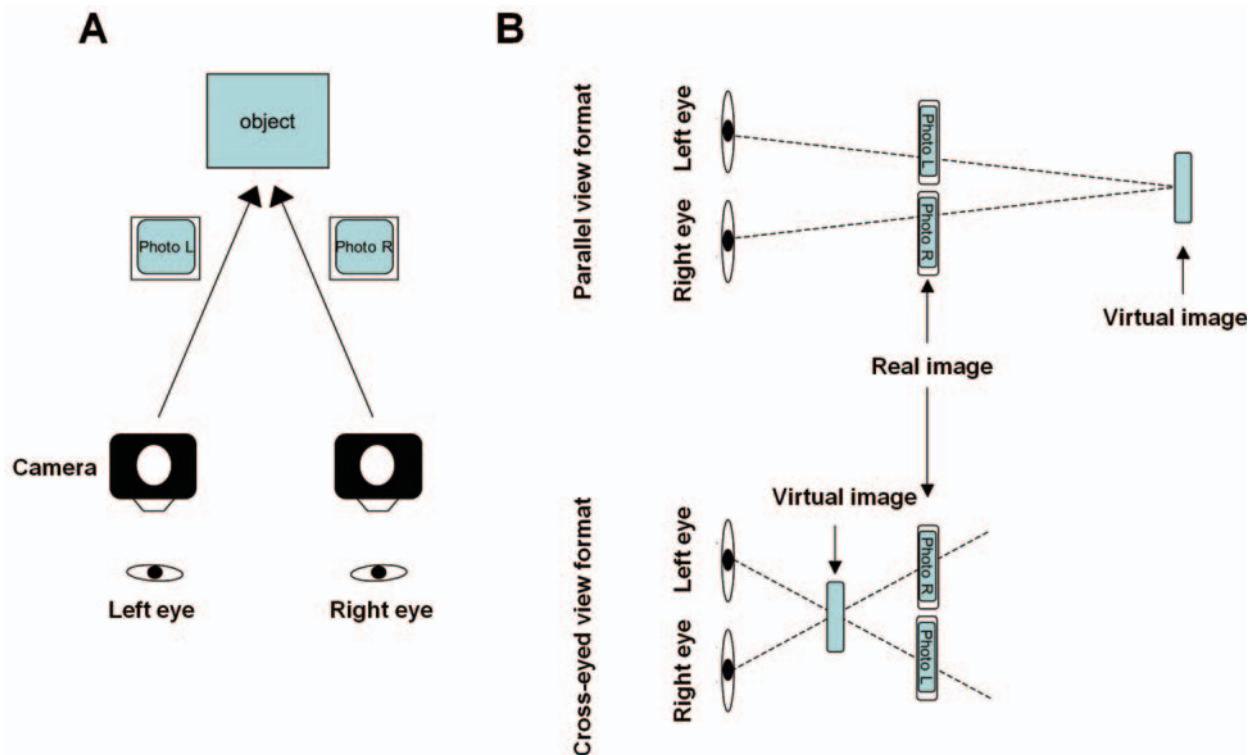 A
object
Photo L
Photo R
Camera
Left eye
Right eye
B
Parallel view format
Left eye
Right eye
Photo L
Photo R
Virtual image
Real image
Cross-eyed view format
Left eye
Right eye
Virtual image
Photo R
Photo L